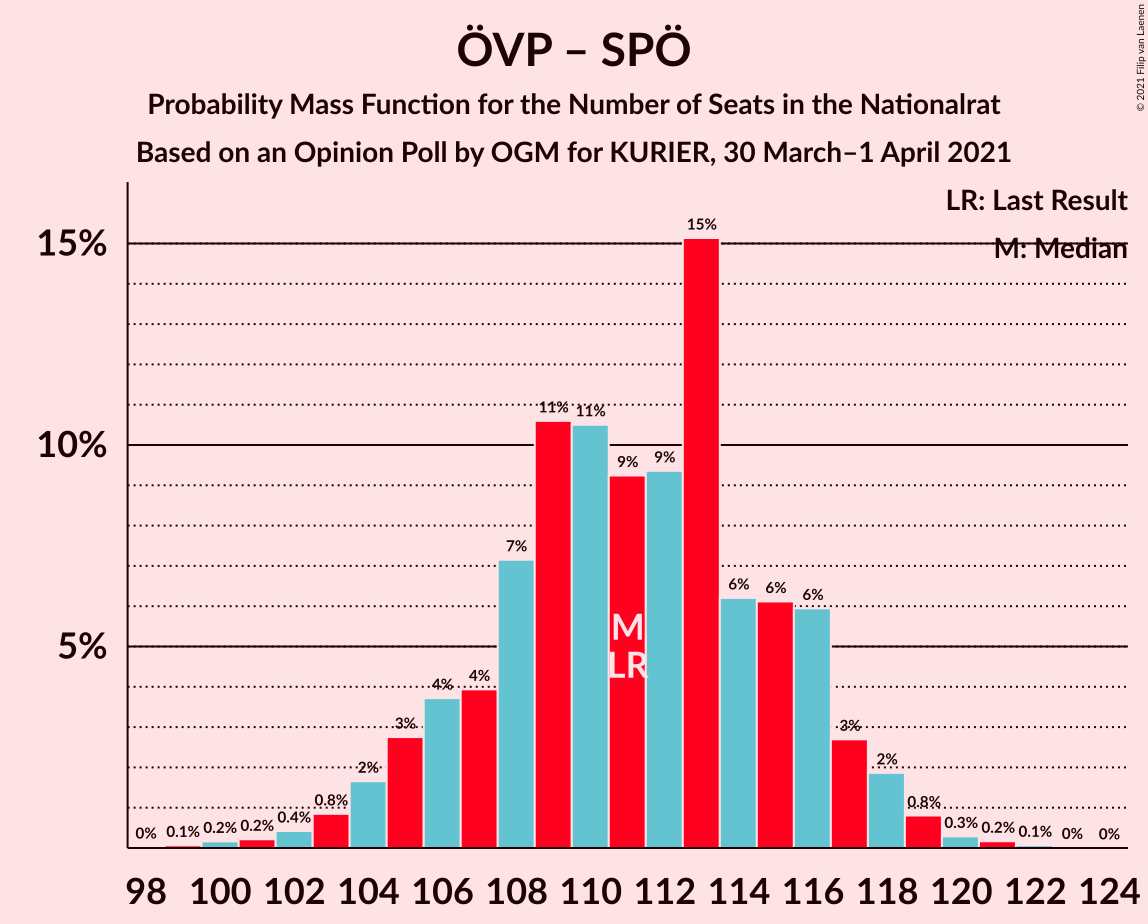 ÖVP – SPÖ
Probability Mass Function for the Number of Seats in the Nationalrat
Based on an Opinion Poll by OGM for KURIER, 30 March–1 April 2021
© 2021 Filip van Laenen
LR: Last Result
M: Median
15%
10%
5%
0% 0.1% 0.2% 0.2% 0.4% 0.8% 2% 3% 4% 4% 7% 11% 11% 9% 9% 15% 6% 6% 6% 3% 2% 0.8% 0.3% 0.2% 0.1% 0% 0%
M
LR
98 100 102 104 106 108 110 112 114 116 118 120 122 124